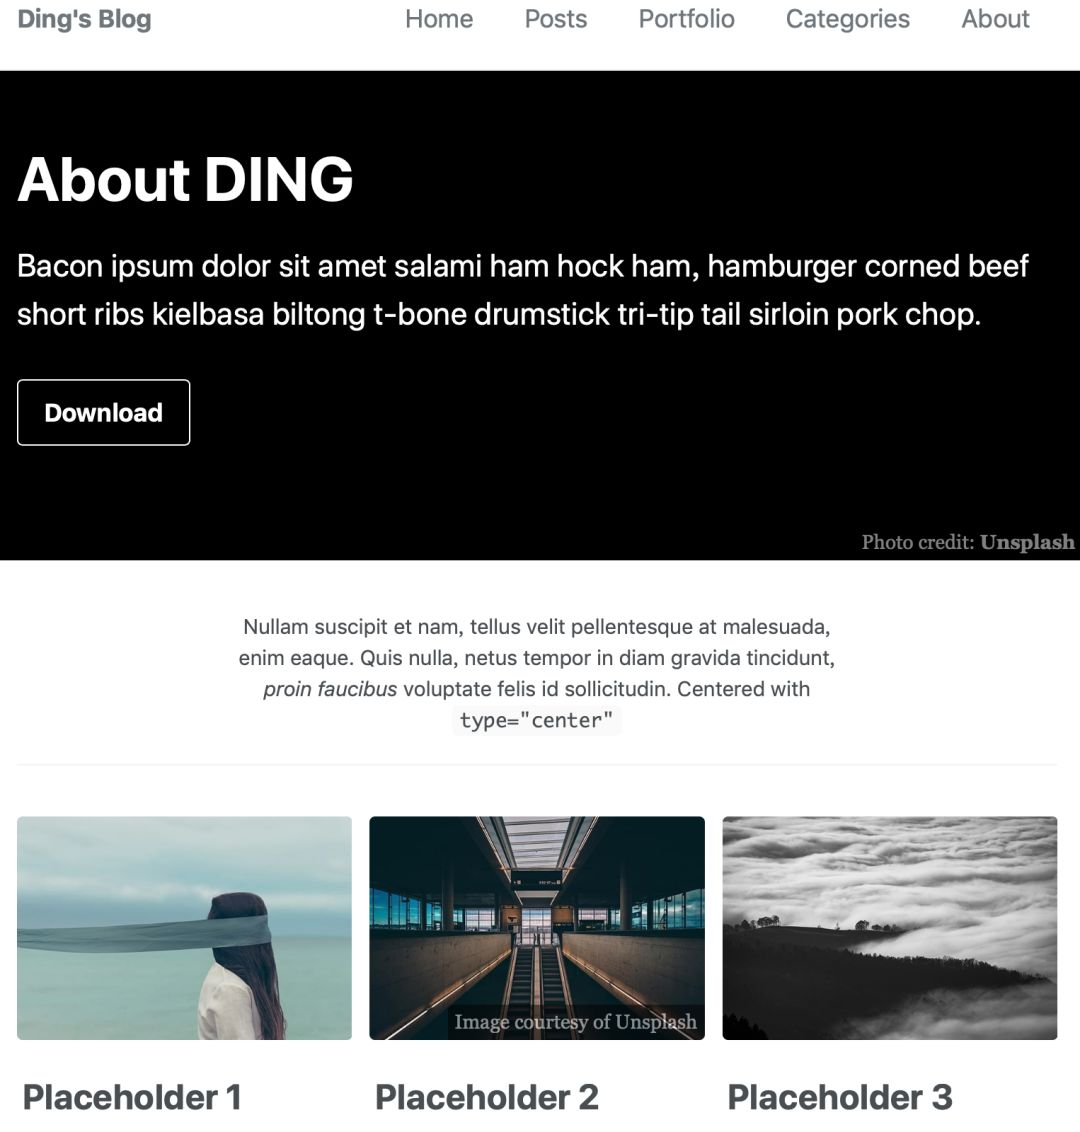 Ding's Blog Home Posts Portfolio Categories About
About DING
Bacon ipsum dolor sit amet salami ham hock ham, hamburger corned beef
short ribs kielbasa biltong t-bone drumstick tri-tip tail sirloin pork chop.
Download
Photo credit: Unsplash
Nullam suscipit et nam, tellus velit pellentesque at malesuada,
enim eaque. Quis nulla, netus tempor in diam gravida tincidunt,
proin faucibus voluptate felis id sollicitudin. Centered with
type="center"
Image courtesy of Unsplash
Placeholder 1 Placeholder 2 Placeholder 3